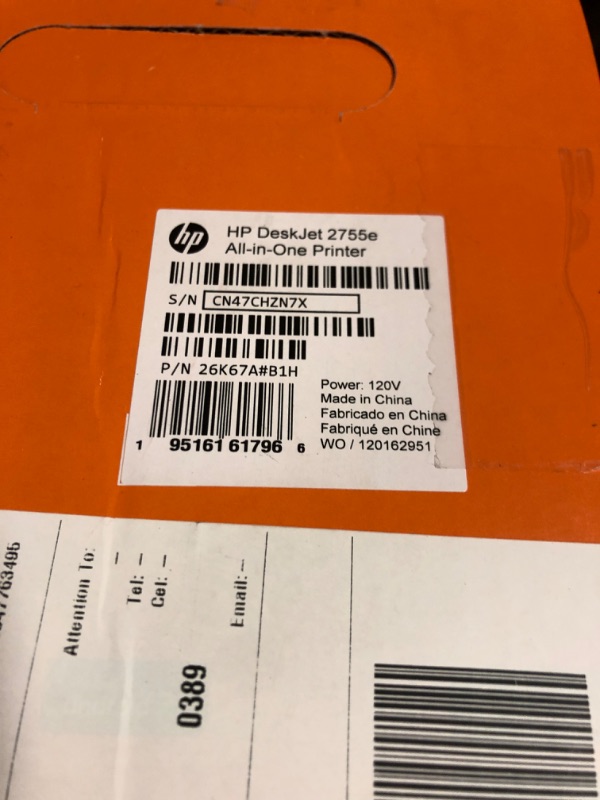 hp
HP DeskJet 2755e
All-in-One Printer
S/N CN47CHZN7X
P/N 26K67A#B1H
Power: 120V
Made in China
Fabricado en China
Fabriqué en Chine
WO / 120162951
1 95161 61796 6
47763495
Attention To: --
Tel: --
Cel: --
Email: --
0389